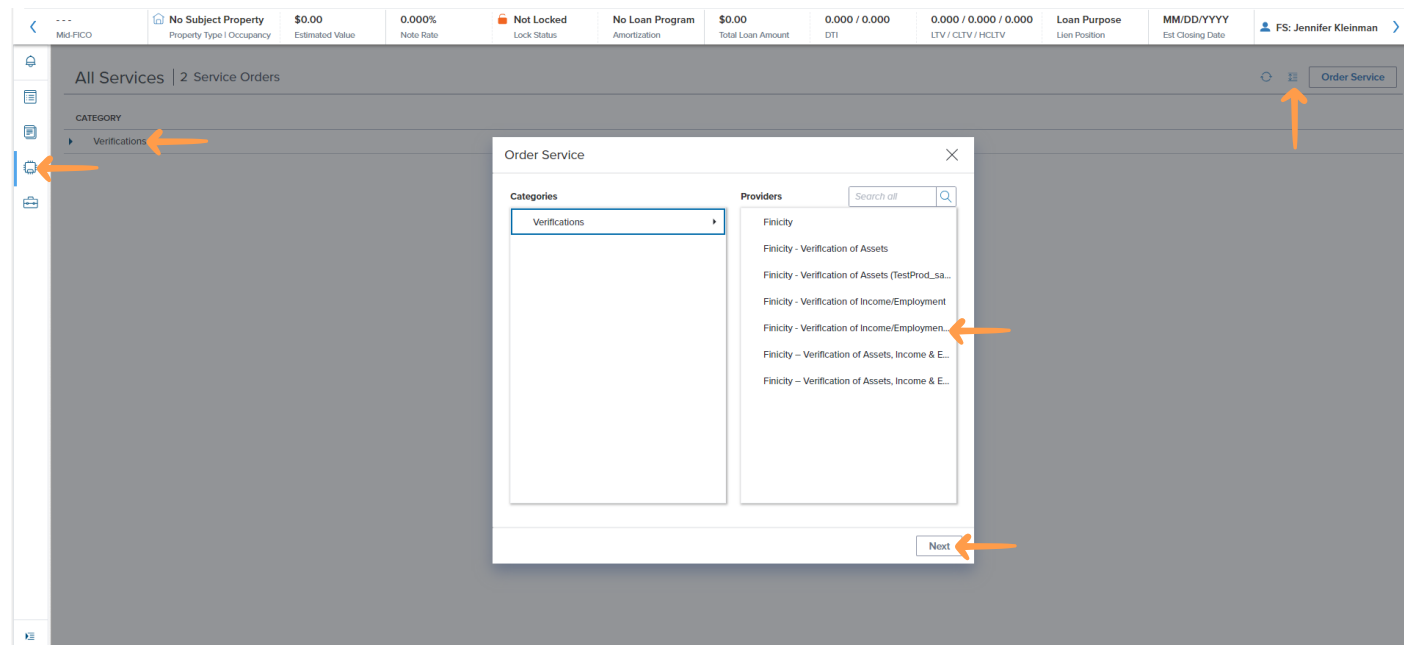 --- No Subject Property $0.00 0.000% Not Locked No Loan Program $0.00 0.000 / 0.000 0.000 / 0.000 / 0.000 Loan Purpose MM/DD/YYYY FS: Jennifer Kleinman
Mid-FICO Property Type | Occupancy Estimated Value Note Rate Lock Status Amortization Total Loan Amount DTI LTV / CLTV / HCLTV Lien Position Est Closing Date
All Services | 2 Service Orders Order Service
CATEGORY
Verifications
Order Service
Categories
Verifications
Providers Search all
Finicity
Finicity - Verification of Assets
Finicity - Verification of Assets (TestProd_sa...
Finicity - Verification of Income/Employment
Finicity - Verification of Income/Employmen...
Finicity – Verification of Assets, Income & E...
Finicity – Verification of Assets, Income & E...
Next